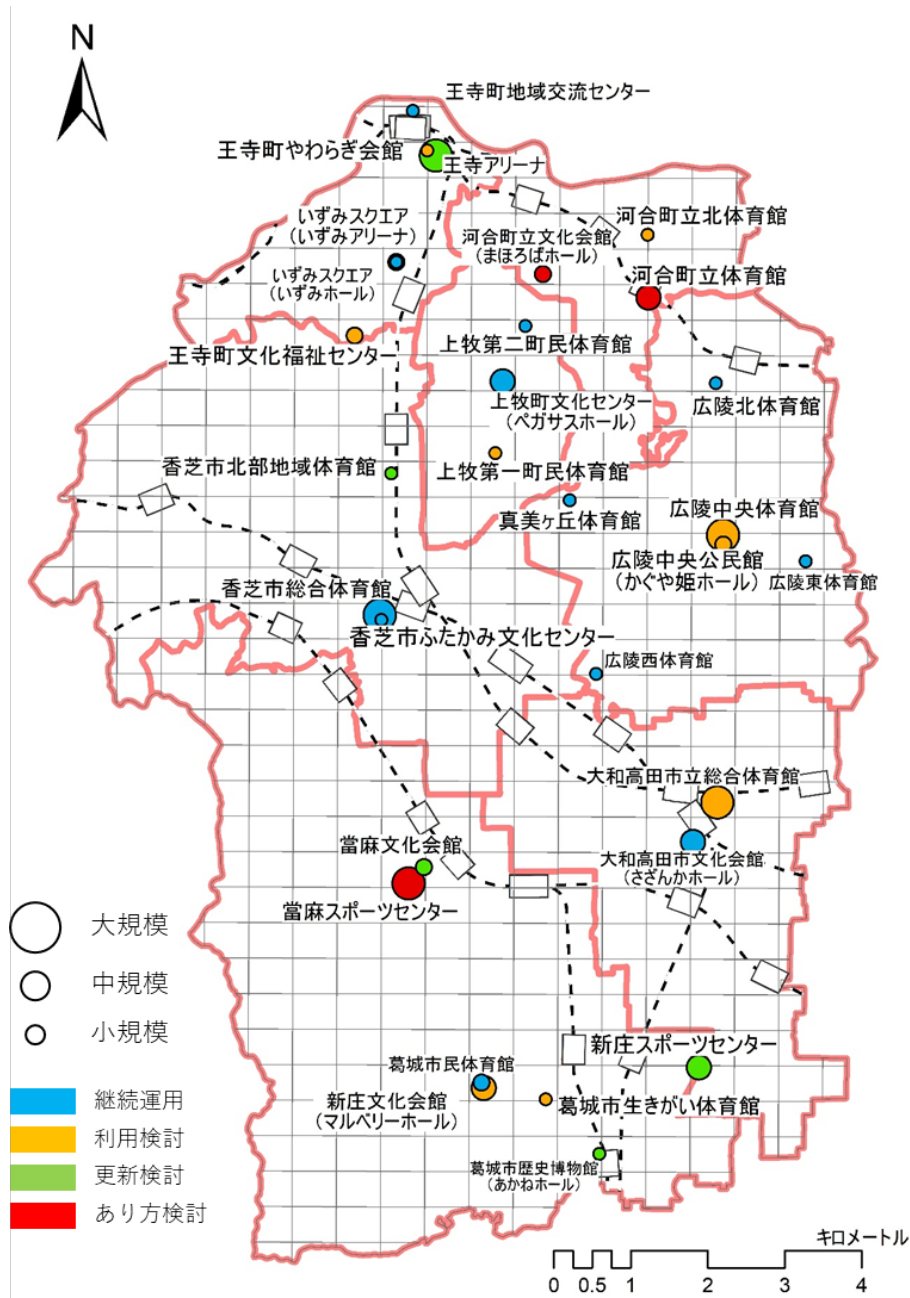 N
王寺町地域交流センター
王寺町やわらぎ会館
王寺アリーナ
いずみスクエア
(いずみアリーナ)
河合町立北体育館
河合町立文化会館
(まほろばホール)
いずみスクエア
(いずみホール)
河合町立体育館
王寺町文化福祉センター
上牧第二町民体育館
上牧町文化センター
(ペガサスホール)
広陵北体育館
香芝市北部地域体育館
上牧第一町民体育館
真美ヶ丘体育館
広陵中央体育館
広陵中央公民館
(かぐや姫ホール)
広陵東体育館
香芝市総合体育館
香芝市ふたかみ文化センター
広陵西体育館
大和高田市立総合体育館
當麻文化会館
大和高田市文化会館
(さざんかホール)
當麻スポーツセンター
大規模
中規模
小規模
新庄スポーツセンター
葛城市民体育館
新庄文化会館
(マルベリーホール)
葛城市生きがい体育館
葛城市歴史博物館
(あかねホール)
継続運用
利用検討
更新検討
あり方検討
キロメートル
0 0.5 1 2 3 4